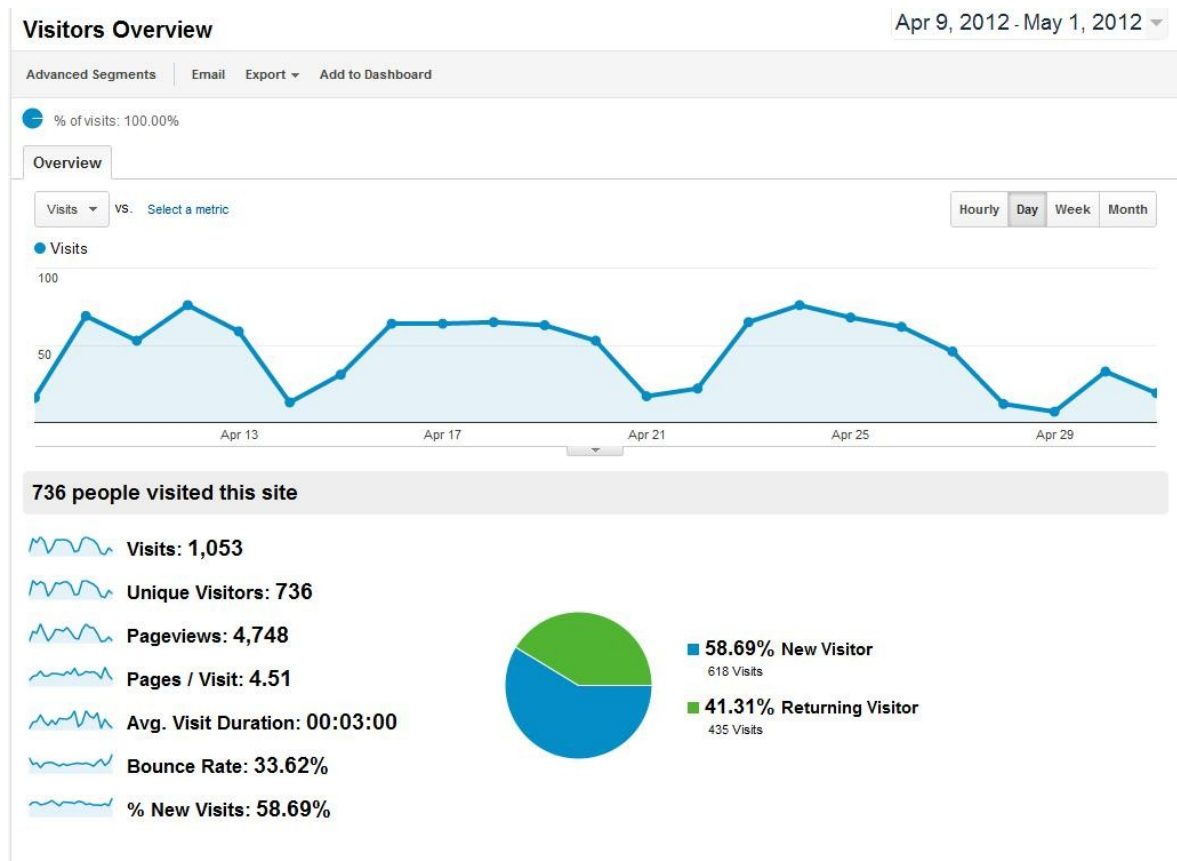 Visitors Overview
Apr 9, 2012 - May 1, 2012
Advanced Segments Email Export Add to Dashboard
% of visits: 100.00%
Overview
Visits VS. Select a metric
Hourly Day Week Month
Visits
100
50
Apr 13 Apr 17 Apr 21 Apr 25 Apr 29
736 people visited this site
Visits: 1,053
Unique Visitors: 736
Pageviews: 4,748
Pages / Visit: 4.51
Avg. Visit Duration: 00:03:00
Bounce Rate: 33.62%
% New Visits: 58.69%
58.69% New Visitor
618 Visits
41.31% Returning Visitor
435 Visits